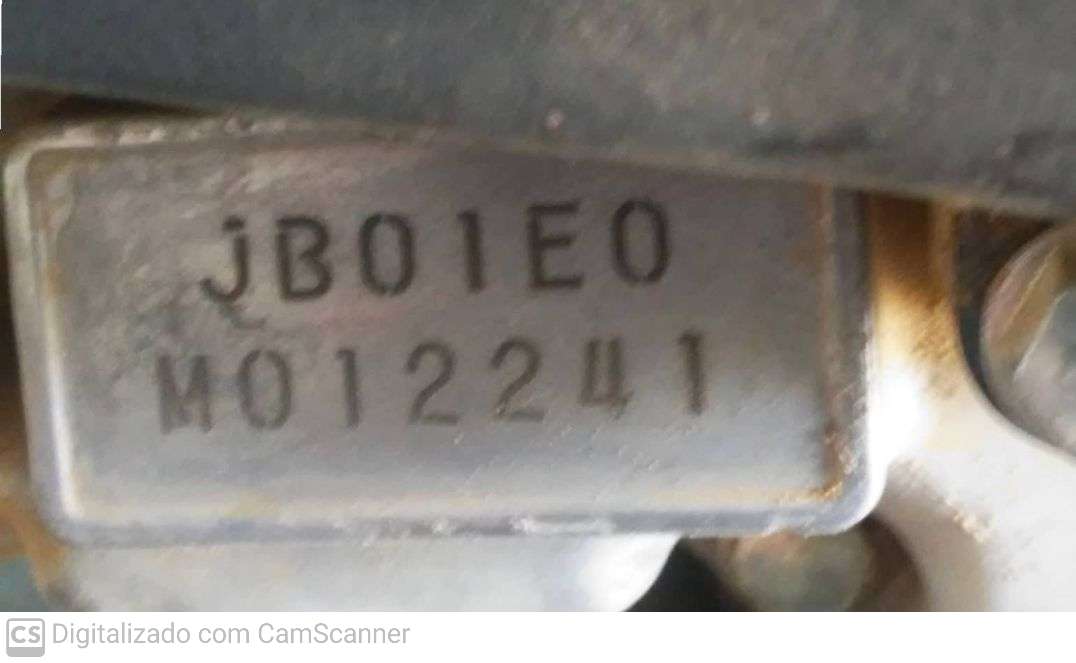 JB01E0
M012241
CS Digitalizado com CamScanner